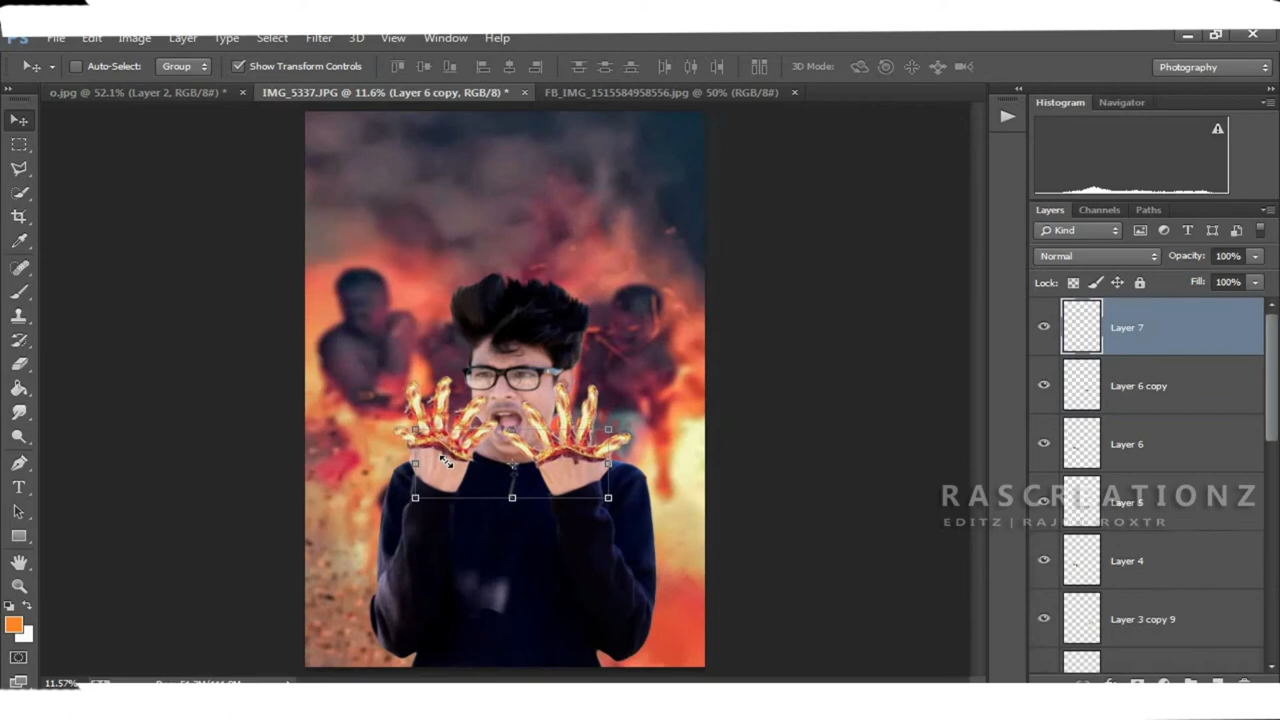 Ps File Edit Image Layer Type Select Filter 3D View Window Help
Auto-Select: Group Show Transform Controls 3D Mode: Photography
o.jpg @ 52.1% (Layer 2, RGB/8#) * × IMG_5337.JPG @ 11.6% (Layer 6 copy, RGB/8) * × FB_IMG_1515584958556.jpg @ 50% (RGB/8#) ×
Histogram Navigator
Layers Channels Paths
Kind
Normal Opacity: 100%
Lock: Fill: 100%
Layer 7
Layer 6 copy
Layer 6
Layer 5
RASCREATIONZ
EDITZ | RAJU ROXTR
Layer 4
Layer 3 copy 9
11.57%